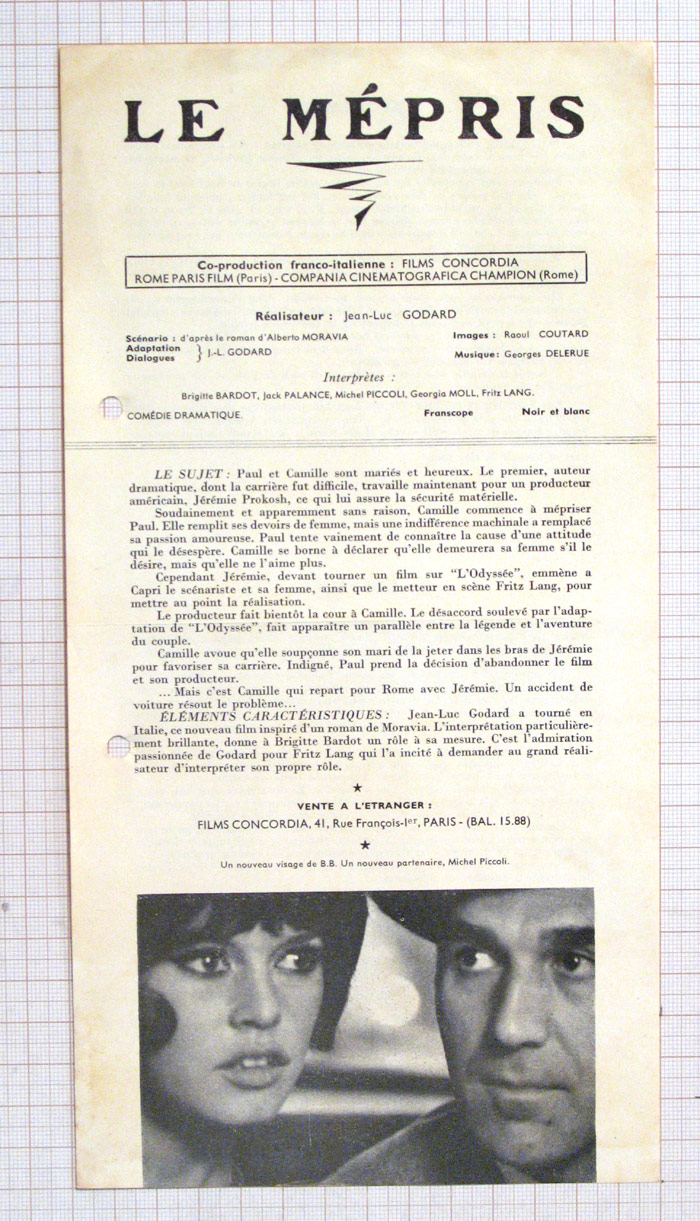 LE MÉPRIS
Co-production franco-italienne : FILMS CONCORDIA
ROME PARIS FILM (Paris) - COMPANIA CINEMATOGRAFICA CHAMPION (Rome)
Réalisateur : Jean-Luc GODARD
Scénario : d'après le roman d'Alberto MORAVIA
Adaptation
Dialogues } J.-L. GODARD
Images : Raoul COUTARD
Musique : Georges DELERUE
Interprètes :
Brigitte BARDOT, Jack PALANCE, Michel PICCOLI, Georgia MOLL, Fritz LANG.
COMÉDIE DRAMATIQUE. Franscope Noir et blanc
LE SUJET : Paul et Camille sont mariés et heureux. Le premier, auteur
dramatique, dont la carrière fut difficile, travaille maintenant pour un producteur
américain, Jérémie Prokosh, ce qui lui assure la sécurité matérielle.
Soudainement et apparemment sans raison, Camille commence à mépriser
Paul. Elle remplit ses devoirs de femme, mais une indifférence machinale a remplacé
sa passion amoureuse. Paul tente vainement de connaître la cause d'une attitude
qui le désespère. Camille se borne à déclarer qu'elle demeurera sa femme s'il le
désire, mais qu'elle ne l'aime plus.
Cependant Jérémie, devant tourner un film sur "L'Odyssée", emmène a
Capri le scénariste et sa femme, ainsi que le metteur en scène Fritz Lang, pour
mettre au point la réalisation.
Le producteur fait bientôt la cour à Camille. Le désaccord soulevé par l'adap-
tation de "L'Odyssée", fait apparaître un parallèle entre la légende et l'aventure
du couple.
Camille avoue qu'elle soupçonne son mari de la jeter dans les bras de Jérémie
pour favoriser sa carrière. Indigné, Paul prend la décision d'abandonner le film
et son producteur.
... Mais c'est Camille qui repart pour Rome avec Jérémie. Un accident de
voiture résout le problème...
ÉLÉMENTS CARACTÉRISTIQUES : Jean-Luc Godard a tourné en
Italie, ce nouveau film inspiré d'un roman de Moravia. L'interprétation particulière-
ment brillante, donne à Brigitte Bardot un rôle à sa mesure. C'est l'admiration
passionnée de Godard pour Fritz Lang qui l'a incité à demander au grand réali-
sateur d'interpréter son propre rôle.
★
VENTE A L'ETRANGER :
FILMS CONCORDIA, 41, Rue François-Ier, PARIS - (BAL. 15.88)
★
Un nouveau visage de B.B. Un nouveau partenaire, Michel Piccoli.